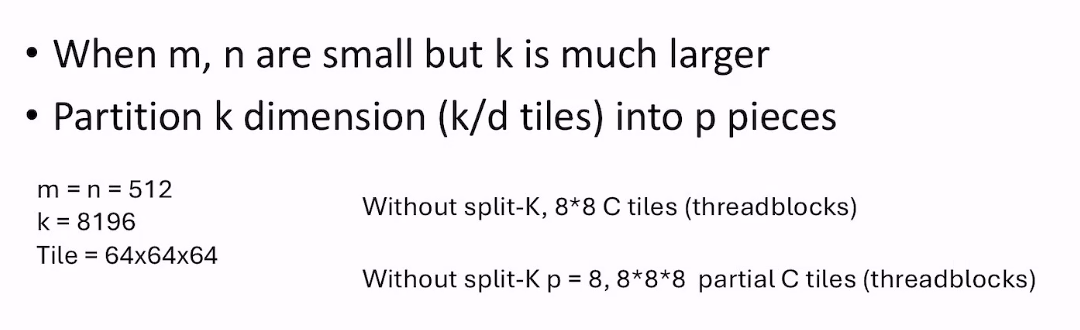 • When m, n are small but k is much larger
• Partition k dimension (k/d tiles) into p pieces
m = n = 512
k = 8196
Tile = 64x64x64
Without split-K, 8*8 C tiles (threadblocks)
Without split-K p = 8, 8*8*8 partial C tiles (threadblocks)